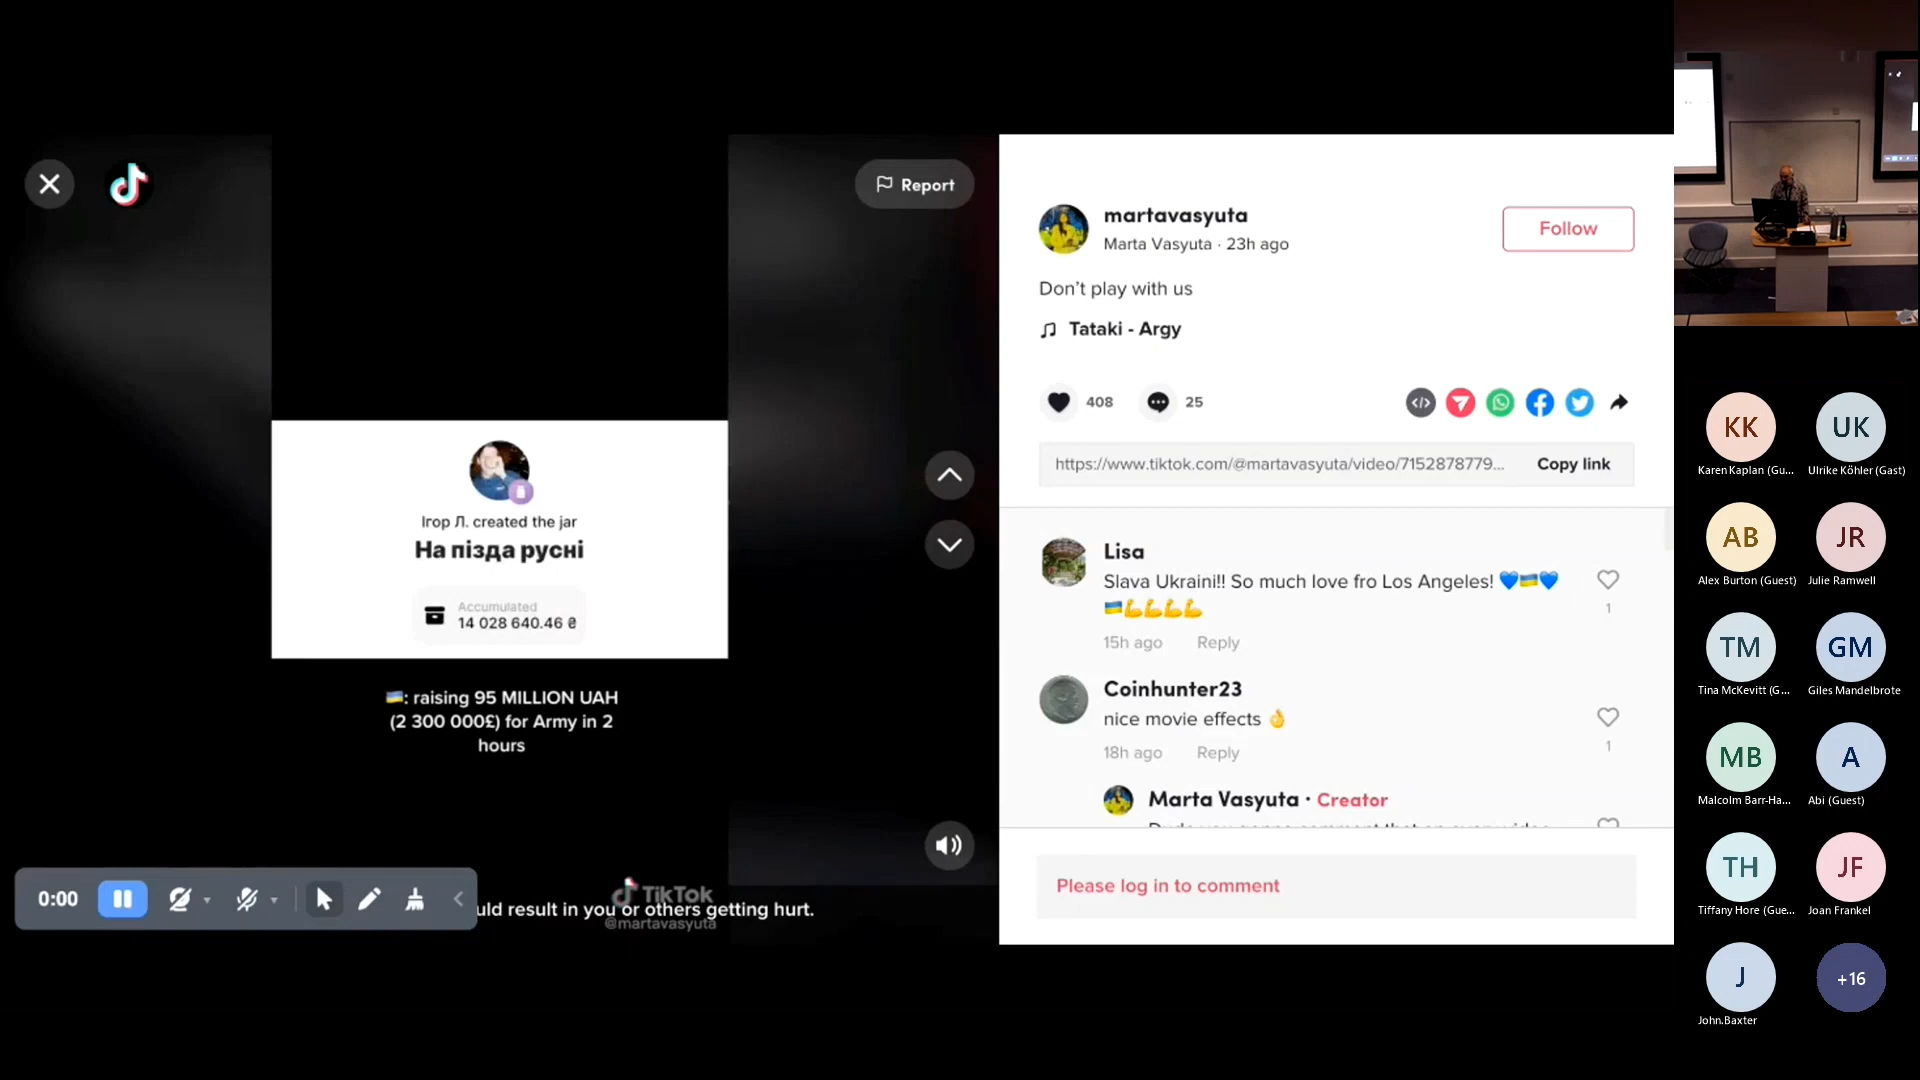 Report
Ігор Л. created the jar
На пізда русні
Accumulated
14 028 640.46 ₴
🇺🇦: raising 95 MILLION UAH
(2 300 000£) for Army in 2
hours
0:00
uld result in you or others getting hurt.
TikTok
@martavasyuta
martavasyuta
Marta Vasyuta · 23h ago
Follow
Don’t play with us
Tataki - Argy
408
25
https://www.tiktok.com/@martavasyuta/video/7152878779...
Copy link
Lisa
Slava Ukraini!! So much love fro Los Angeles! 💙🇺🇦💙
🇺🇦💪💪💪💪
1
15h ago Reply
Coinhunter23
nice movie effects 👌
1
18h ago Reply
Marta Vasyuta · Creator
Please log in to comment
KK
Karen Kaplan (Gu...
UK
Ulrike Köhler (Gast)
AB
Alex Burton (Guest)
JR
Julie Ramwell
TM
Tina McKevitt (G...
GM
Giles Mandelbrote
MB
Malcolm Barr-Ha...
A
Abi (Guest)
TH
Tiffany Hore (Gue...
JF
Joan Frankel
J
John.Baxter
+16